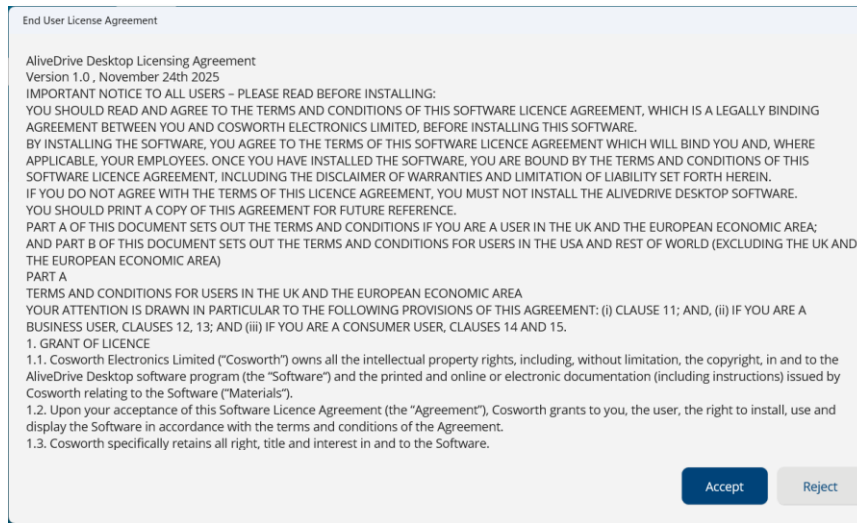 End User License Agreement
AliveDrive Desktop Licensing Agreement
Version 1.0 , November 24th 2025
IMPORTANT NOTICE TO ALL USERS – PLEASE READ BEFORE INSTALLING:
YOU SHOULD READ AND AGREE TO THE TERMS AND CONDITIONS OF THIS SOFTWARE LICENCE AGREEMENT, WHICH IS A LEGALLY BINDING
AGREEMENT BETWEEN YOU AND COSWORTH ELECTRONICS LIMITED, BEFORE INSTALLING THIS SOFTWARE.
BY INSTALLING THE SOFTWARE, YOU AGREE TO THE TERMS OF THIS SOFTWARE LICENCE AGREEMENT WHICH WILL BIND YOU AND, WHERE
APPLICABLE, YOUR EMPLOYEES. ONCE YOU HAVE INSTALLED THE SOFTWARE, YOU ARE BOUND BY THE TERMS AND CONDITIONS OF THIS
SOFTWARE LICENCE AGREEMENT, INCLUDING THE DISCLAIMER OF WARRANTIES AND LIMITATION OF LIABILITY SET FORTH HEREIN.
IF YOU DO NOT AGREE WITH THE TERMS OF THIS LICENCE AGREEMENT, YOU MUST NOT INSTALL THE ALIVEDRIVE DESKTOP SOFTWARE.
YOU SHOULD PRINT A COPY OF THIS AGREEMENT FOR FUTURE REFERENCE.
PART A OF THIS DOCUMENT SETS OUT THE TERMS AND CONDITIONS IF YOU ARE A USER IN THE UK AND THE EUROPEAN ECONOMIC AREA;
AND PART B OF THIS DOCUMENT SETS OUT THE TERMS AND CONDITIONS FOR USERS IN THE USA AND REST OF WORLD (EXCLUDING THE UK AND
THE EUROPEAN ECONOMIC AREA)
PART A
TERMS AND CONDITIONS FOR USERS IN THE UK AND THE EUROPEAN ECONOMIC AREA
YOUR ATTENTION IS DRAWN IN PARTICULAR TO THE FOLLOWING PROVISIONS OF THIS AGREEMENT: (i) CLAUSE 11; AND, (ii) IF YOU ARE A
BUSINESS USER, CLAUSES 12, 13; AND (iii) IF YOU ARE A CONSUMER USER, CLAUSES 14 AND 15.
1. GRANT OF LICENCE
1.1. Cosworth Electronics Limited (“Cosworth”) owns all the intellectual property rights, including, without limitation, the copyright, in and to the
AliveDrive Desktop software program (the “Software“) and the printed and online or electronic documentation (including instructions) issued by
Cosworth relating to the Software (“Materials“).
1.2. Upon your acceptance of this Software Licence Agreement (the “Agreement”), Cosworth grants to you, the user, the right to install, use and
display the Software in accordance with the terms and conditions of the Agreement.
1.3. Cosworth specifically retains all right, title and interest in and to the Software.
Accept
Reject